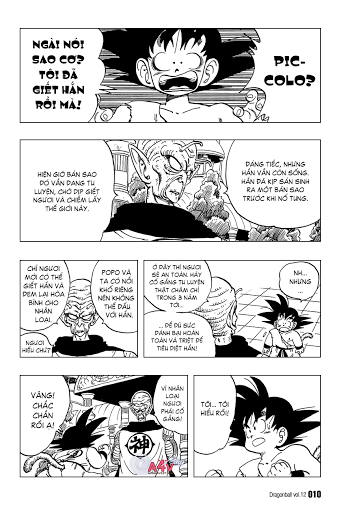 NGÀI NÓI
SAO CƠ?
TÔI ĐÃ
GIẾT HẮN
RỒI MÀ!
PIC-
COLO?
HIỆN GIỜ BẢN SAO
ĐÓ VẪN ĐANG TU
LUYỆN, CHỜ DỊP GIẾT
NGƯỜI VÀ CHIẾM LẤY
THẾ GIỚI NÀY.
ĐÁNG TIẾC, NHƯNG
HẮN VẪN CÒN SỐNG.
HẮN ĐÃ KỊP SẢN SINH
RA MỘT BẢN SAO
TRƯỚC KHI NỔ TUNG.
CHỈ NGƯƠI
MỚI CÓ THỂ
GIẾT HẮN VÀ
ĐEM LẠI HÒA
BÌNH CHO
NHÂN
LOẠI.
NGƯƠI
HIỂU CHỨ?
POPO VÀ
TA CÓ NỖI
KHỔ RIÊNG
NÊN KHÔNG
THỂ ĐẤU
VỚI HẮN.
Ở ĐÂY THÌ NGƯƠI
SẼ AN TOÀN. HÃY
CỐ GẮNG TU LUYỆN
THẬT CHĂM CHỈ
TRONG 3 NĂM
TỚI...
... ĐỂ ĐỦ SỨC
ĐÁNH BẠI HOÀN
TOÀN VÀ TRIỆT ĐỂ
TIÊU DIỆT HẮN!
NH...
NHƯNG...
VÂNG!
CHẮC
CHẮN
RỒI Ạ!
VÌ NHÂN
LOẠI
NGƯƠI
PHẢI CỐ
GẮNG!
神
A4V
TÔI... TÔI
HIỂU RỒI!
Dragonball vol.12 010